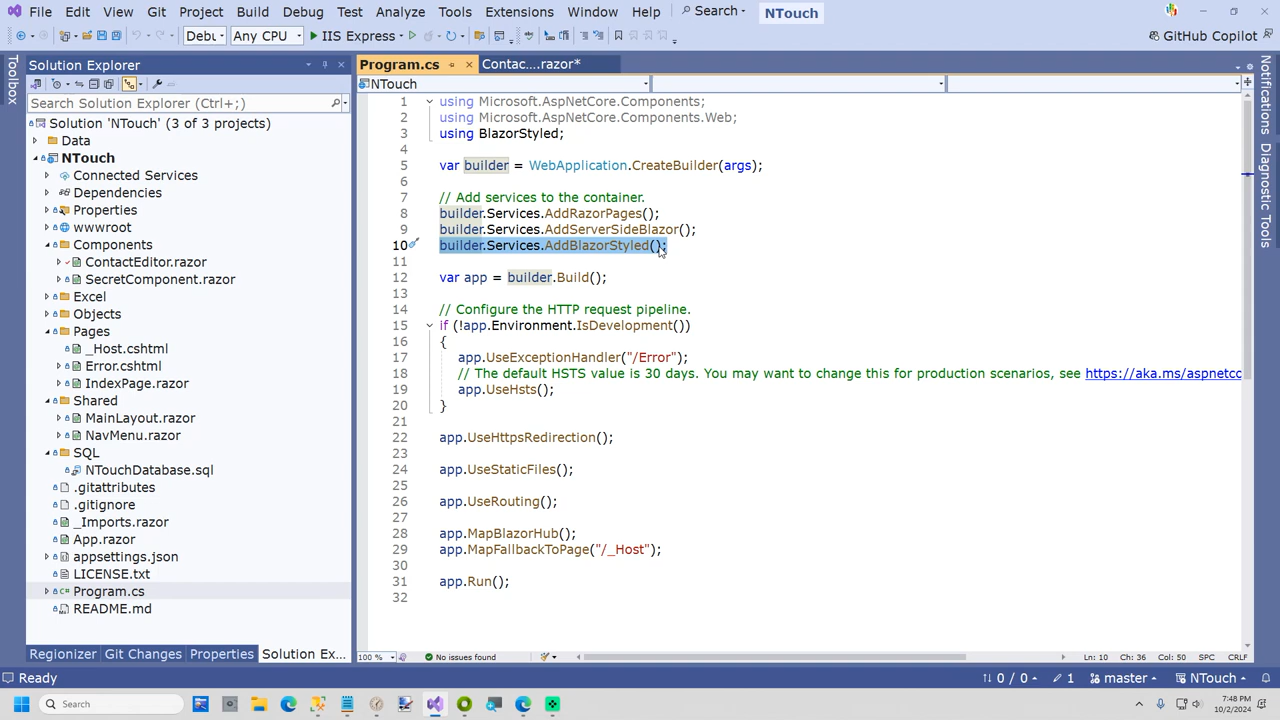 File Edit View Git Project Build Debug Test Analyze Tools Extensions Window Help Search NTouch
Debu Any CPU IIS Express GitHub Copilot
Toolbox
Solution Explorer
Search Solution Explorer (Ctrl+;)
Solution 'NTouch' (3 of 3 projects)
Data
NTouch
Connected Services
Dependencies
Properties
wwwroot
Components
ContactEditor.razor
SecretComponent.razor
Excel
Objects
Pages
_Host.cshtml
Error.cshtml
IndexPage.razor
Shared
MainLayout.razor
NavMenu.razor
SQL
NTouchDatabase.sql
.gitattributes
.gitignore
_Imports.razor
App.razor
appsettings.json
LICENSE.txt
Program.cs
README.md
Regionizer Git Changes Properties Solution Ex...
Program.cs Contac....razor*
NTouch
1 using Microsoft.AspNetCore.Components;
2 using Microsoft.AspNetCore.Components.Web;
3 using BlazorStyled;
4
5 var builder = WebApplication.CreateBuilder(args);
6
7 // Add services to the container.
8 builder.Services.AddRazorPages();
9 builder.Services.AddServerSideBlazor();
10 builder.Services.AddBlazorStyled();
11
12 var app = builder.Build();
13
14 // Configure the HTTP request pipeline.
15 if (!app.Environment.IsDevelopment())
16 {
17 app.UseExceptionHandler("/Error");
18 // The default HSTS value is 30 days. You may want to change this for production scenarios, see https://aka.ms/aspnetco
19 app.UseHsts();
20 }
21
22 app.UseHttpsRedirection();
23
24 app.UseStaticFiles();
25
26 app.UseRouting();
27
28 app.MapBlazorHub();
29 app.MapFallbackToPage("/_Host");
30
31 app.Run();
32
100 % No issues found Ln: 10 Ch: 36 Col: 50 SPC CRLF
Notifications
Diagnostic Tools
Ready 0 / 0 1 master NTouch
Search
7:48 PM
10/2/2024